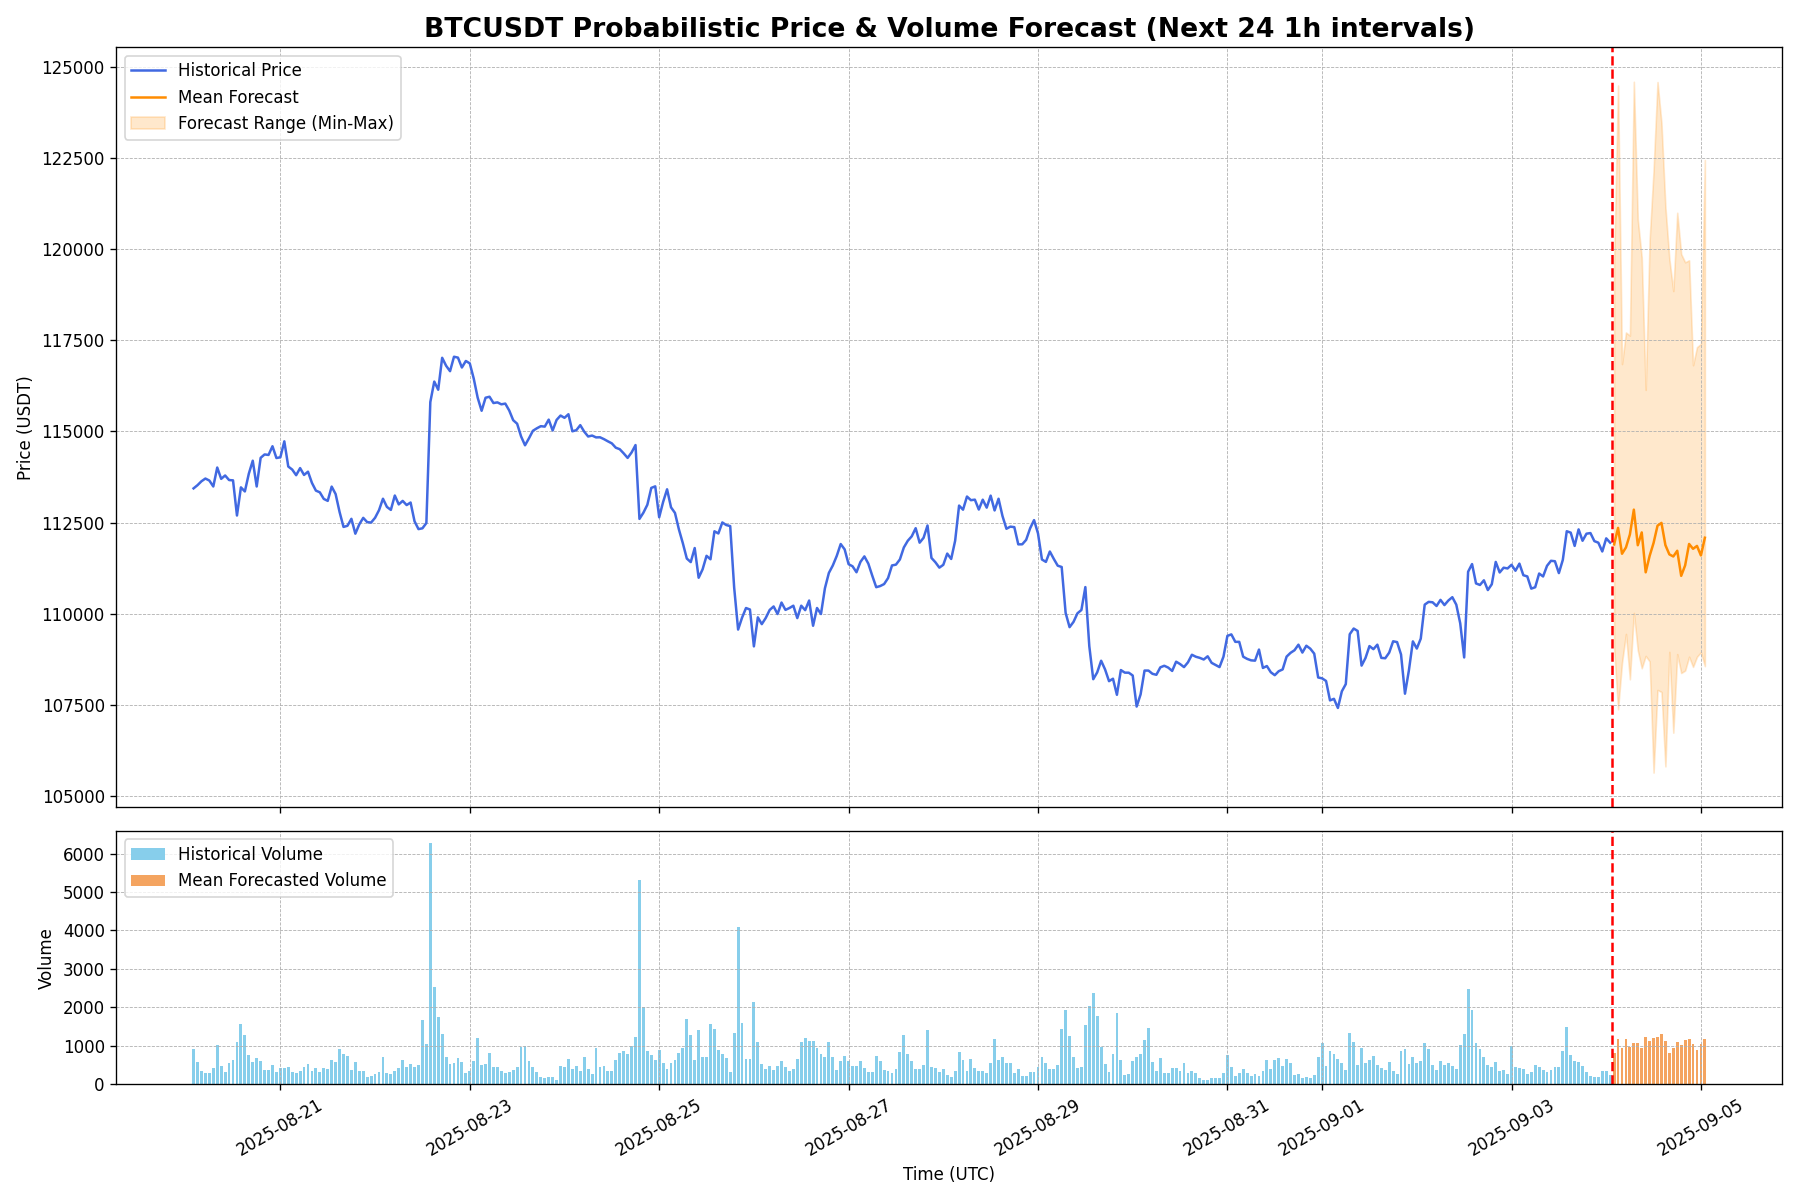 BTCUSDT Probabilistic Price & Volume Forecast (Next 24 1h intervals)
Historical Price
Mean Forecast
Forecast Range (Min-Max)
125000
122500
120000
117500
115000
112500
110000
107500
105000
Price (USDT)
Historical Volume
Mean Forecasted Volume
6000
5000
4000
3000
2000
1000
0
Volume
2025-08-21
2025-08-23
2025-08-25
2025-08-27
2025-08-29
2025-08-31
2025-09-01
2025-09-03
2025-09-05
Time (UTC)